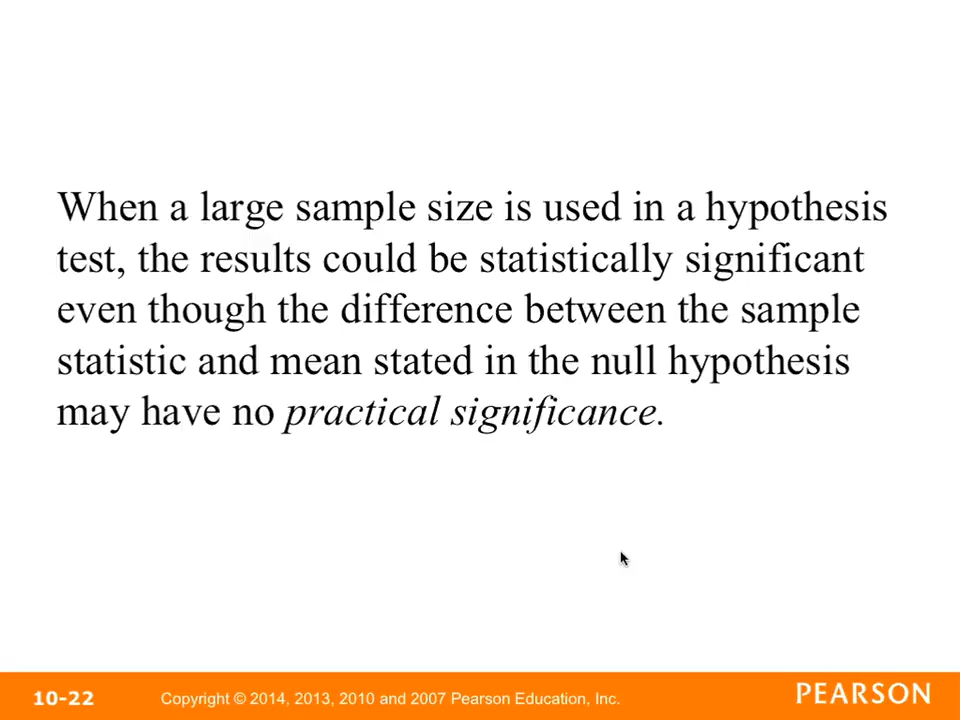 When a large sample size is used in a hypothesis
test, the results could be statistically significant
even though the difference between the sample
statistic and mean stated in the null hypothesis
may have no practical significance.
10-22
Copyright © 2014, 2013, 2010 and 2007 Pearson Education, Inc.
PEARSON